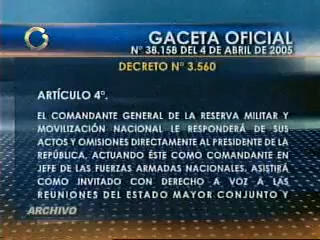 GACETA OFICIAL
Nº 38.158 DEL 4 DE ABRIL DE 2005
DECRETO Nº 3.560
ARTÍCULO 4º.
EL COMANDANTE GENERAL DE LA RESERVA MILITAR Y
MOVILIZACIÓN NACIONAL LE RESPONDERÁ DE SUS
ACTOS Y OMISIONES DIRECTAMENTE AL PRESIDENTE DE LA
REPÚBLICA, ACTUANDO ÉSTE COMO COMANDANTE EN
JEFE DE LAS FUERZAS ARMADAS NACIONALES. ASISTIRÁ
COMO INVITADO CON DERECHO A VOZ A LAS
REUNIONES DEL ESTADO MAYOR CONJUNTO Y
ARCHIVO